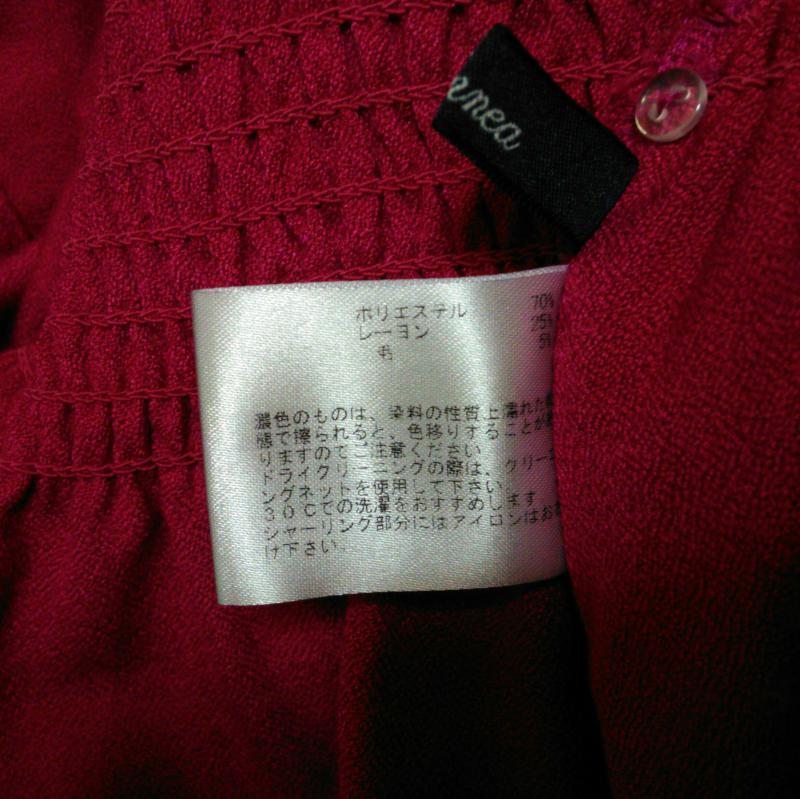 nea
ポリエステル 70%
レーヨン 25%
毛 5%
濃色のものは、染料の性質上濡れた
態で擦られると、色移りすることが
りますのでご注意ください
ドライクリーニングの際は、クリーニ
ングネットを使用して下さい。
30℃での洗濯をおすすめします
シャーリング部分にはアイロンはお
け下さい。